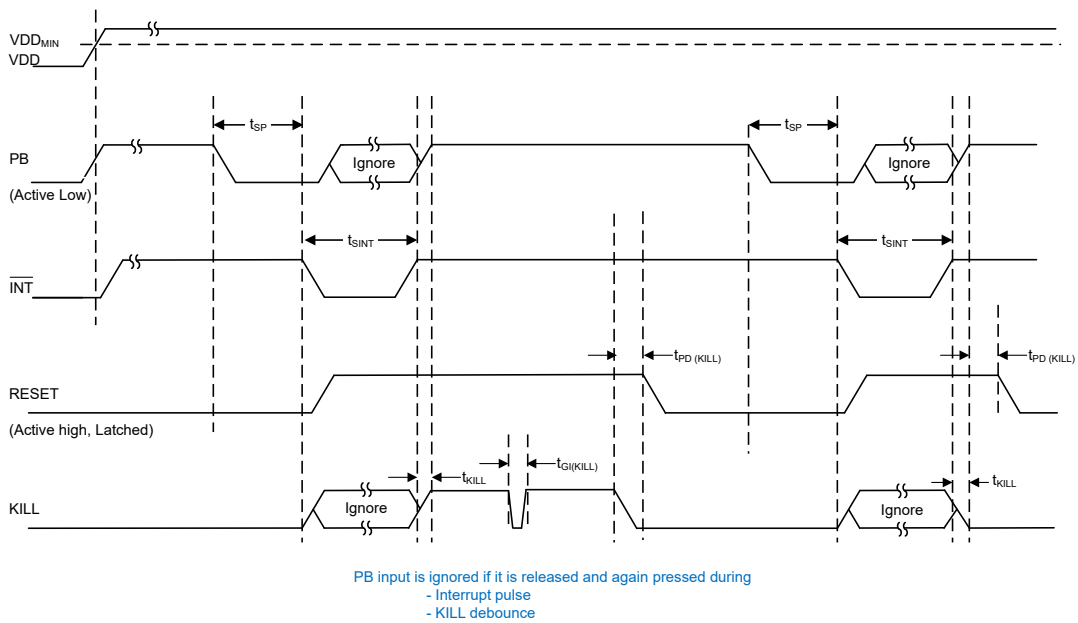 VDDMIN
VDD
tSP
tSP
PB
Ignore
Ignore
(Active Low)
tSINT
tSINT
INT
tPD (KILL)
tPD (KILL)
RESET
(Active high, Latched)
tGI(KILL)
tKILL
tKILL
KILL
Ignore
Ignore
PB input is ignored if it is released and again pressed during
- Interrupt pulse
- KILL debounce